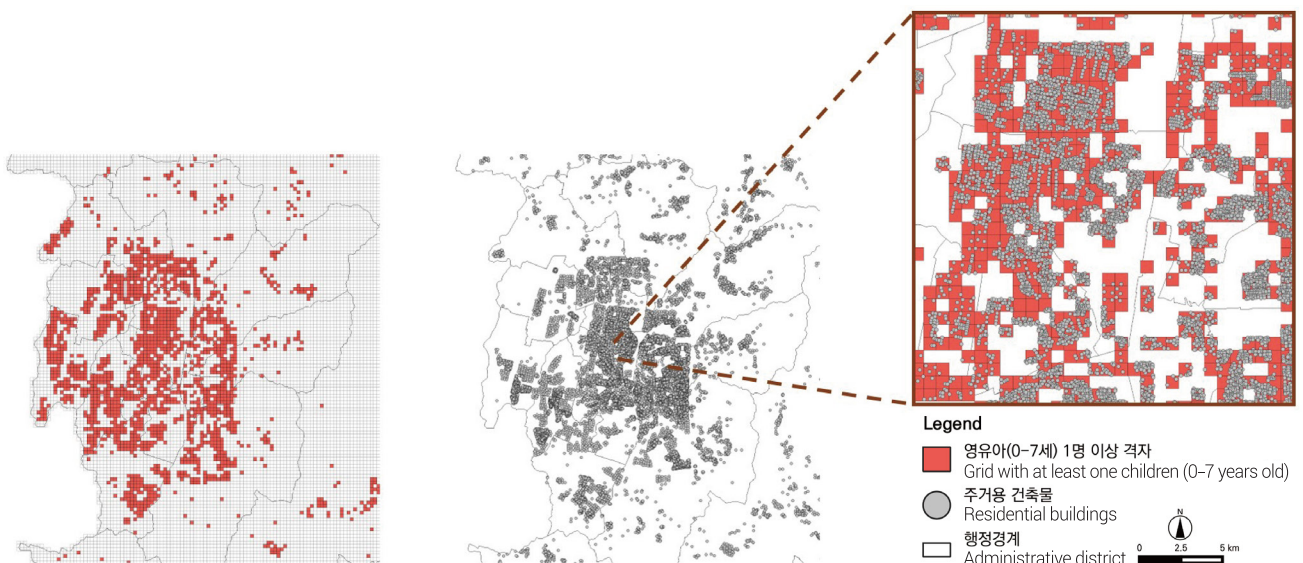 Legend
영유아(0-7세) 1명 이상 격자
Grid with at least one children (0-7 years old)
주거용 건축물
Residential buildings
행정경계
Administrative district
N
0 2.5 5 km